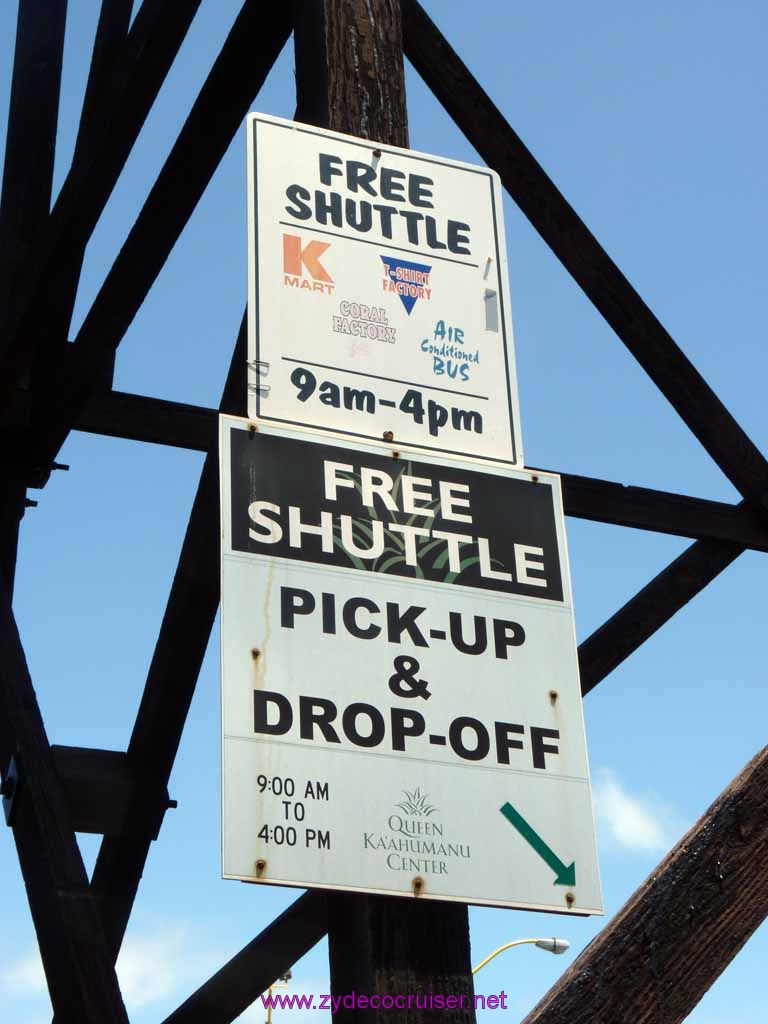 FREE
SHUTTLE
K
MART
T-SHIRT
FACTORY
CORAL
FACTORY
AIR
Conditioned
BUS
9am-4pm
FREE
SHUTTLE
PICK-UP
&
DROP-OFF
9:00 AM
TO
4:00 PM
QUEEN
KA'AHUMANU
CENTER
www.zydecocruiser.net